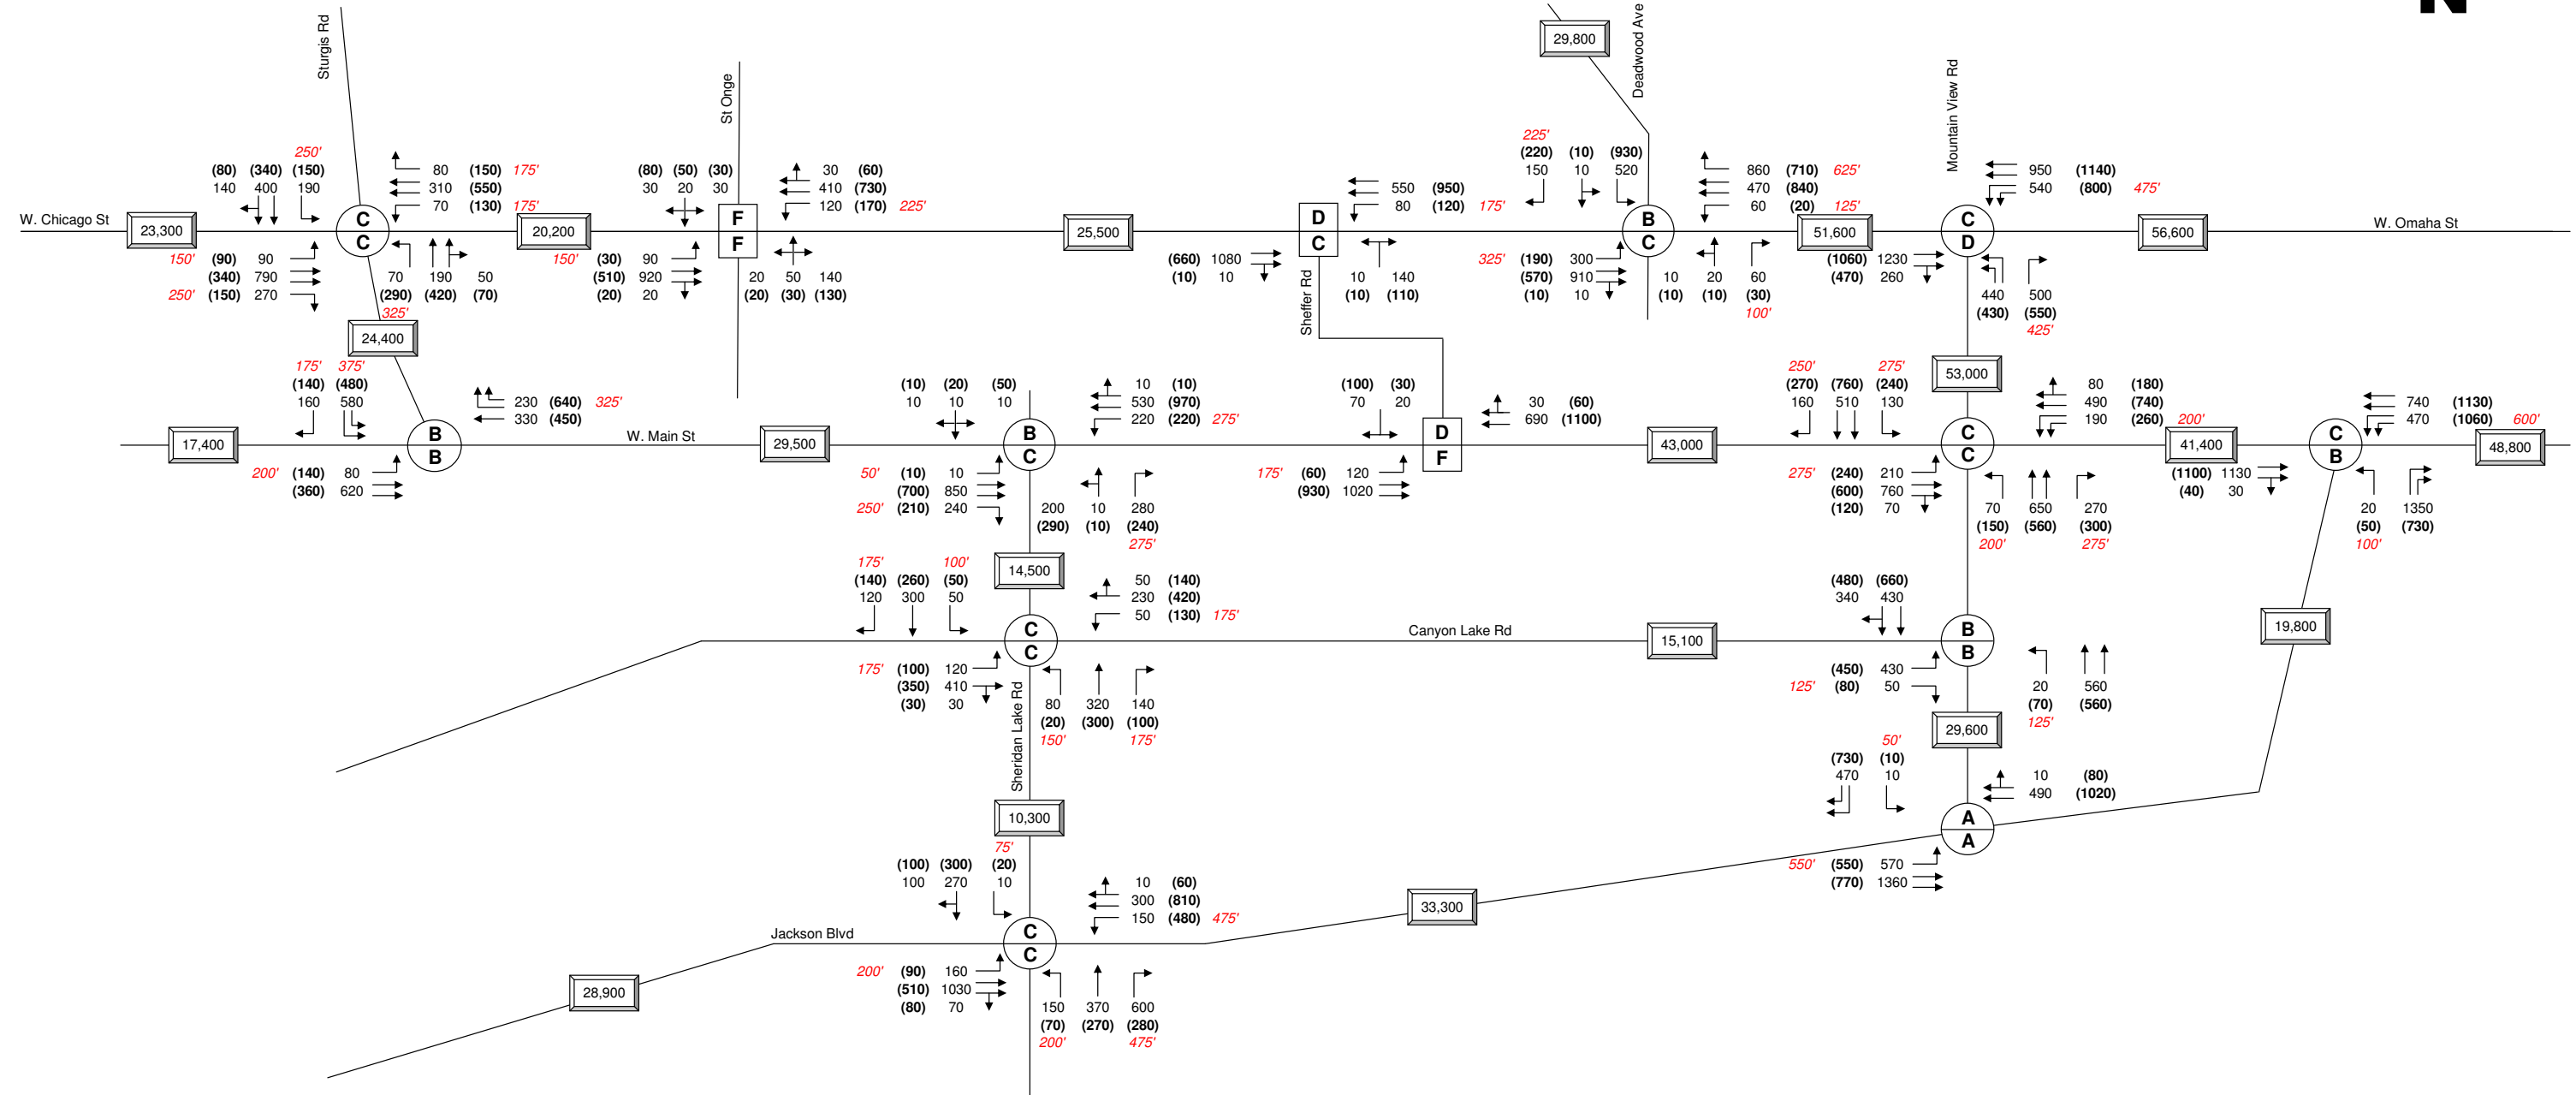 N
Sturgis Rd
St Onge
Deadwood Ave
Mountain View Rd
29,800
250'
(80) (340) (150)
140 400 190
80 (150) 175'
310 (550)
70 (130) 175'
W. Chicago St
23,300
C
C
20,200
150' (90) 90
(340) 790
250' (150) 270
70 190 50
(290) (420) (70)
325'
24,400
(80) (50) (30)
30 20 30
30 (60)
410 (730)
120 (170) 225'
F
F
150' (30) 90
(510) 920
(20) 20
20 50 140
(20) (30) (130)
25,500
550 (950)
80 (120) 175'
D
C
(660) 1080
(10) 10
10 140
(10) (110)
Sheffer Rd
225'
(220) (10) (930)
150 10 520
860 (710) 625'
470 (840)
60 (20) 125'
B
C
325' (190) 300
(570) 910
(10) 10
10 20 60
(10) (10) (30)
100'
51,600
950 (1140)
540 (800) 475'
C
D
(1060) 1230
(470) 260
440 500
(430) (550)
425'
56,600
W. Omaha St
53,000
175' 375'
(140) (480)
160 580
230 (640) 325'
330 (450)
17,400
B
B
200' (140) 80
(360) 620
W. Main St
29,500
(10) (20) (50)
10 10 10
10 (10)
530 (970)
220 (220) 275'
B
C
50' (10) 10
(700) 850
250' (210) 240
200 10 280
(290) (10) (240)
275'
(100) (30)
70 20
30 (60)
690 (1100)
D
F
175' (60) 120
(930) 1020
43,000
250' 275'
(270) (760) (240)
160 510 130
80 (180)
490 (740)
190 (260) 200'
C
C
275' (240) 210
(600) 760
(120) 70
70 650 270
(150) (560) (300)
200' 275'
41,400
740 (1130)
470 (1060) 600'
C
B
(1100) 1130
(40) 30
20 1350
(50) (730)
100'
48,800
14,500
175' 100'
(140) (260) (50)
120 300 50
50 (140)
230 (420)
50 (130) 175'
C
C
175' (100) 120
(350) 410
(30) 30
80 320 140
(20) (300) (100)
150' 175'
Sheridan Lake Rd
Canyon Lake Rd
15,100
(480) (660)
340 430
B
B
(450) 430
125' (80) 50
20 560
(70) (560)
125'
19,800
29,600
50'
(730) (10)
470 10
10 (80)
490 (1020)
A
A
550' (550) 570
(770) 1360
10,300
75'
(100) (300) (20)
100 270 10
10 (60)
300 (810)
150 (480) 475'
Jackson Blvd
C
C
200' (90) 160
(510) 1030
(80) 70
150 370 600
(70) (270) (280)
200' 475'
33,300
28,900